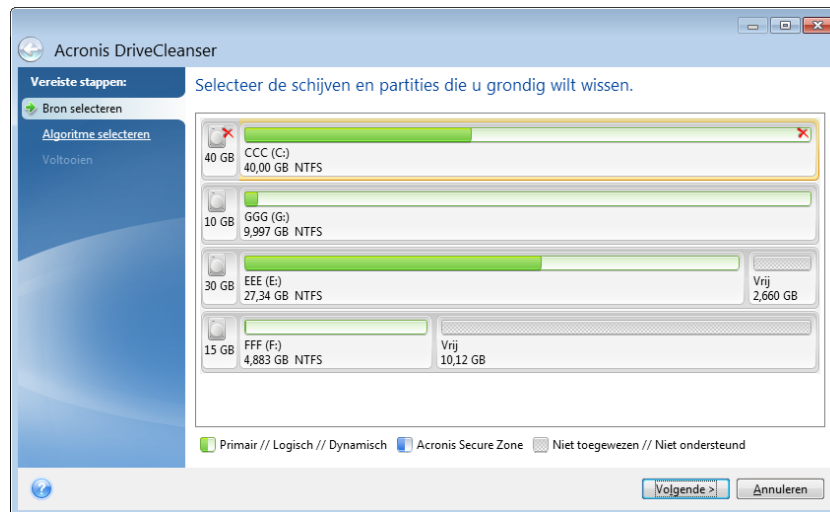 Acronis DriveCleanser
Vereiste stappen:
Bron selecteren
Algoritme selecteren
Voltooien
Selecteer de schijven en partities die u grondig wilt wissen.
40 GB
CCC (C:)
40,00 GB NTFS
10 GB
GGG (G:)
9,997 GB NTFS
30 GB
EEE (E:)
27,34 GB NTFS
Vrij
2,660 GB
15 GB
FFF (F:)
4,883 GB NTFS
Vrij
10,12 GB
Primair // Logisch // Dynamisch Acronis Secure Zone Niet toegewezen // Niet ondersteund
Volgende > Annuleren